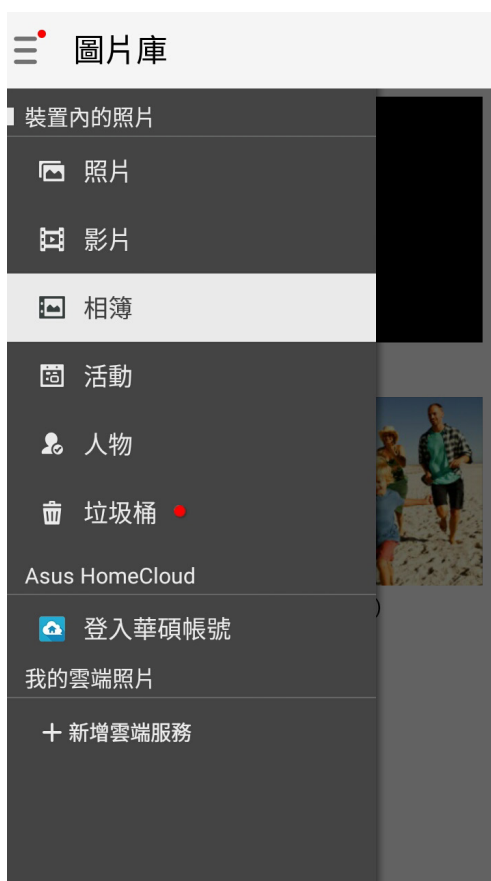 圖片庫
裝置內的照片
照片
影片
相簿
活動
人物
垃圾桶
Asus HomeCloud
登入華碩帳號
)
我的雲端照片
＋新增雲端服務